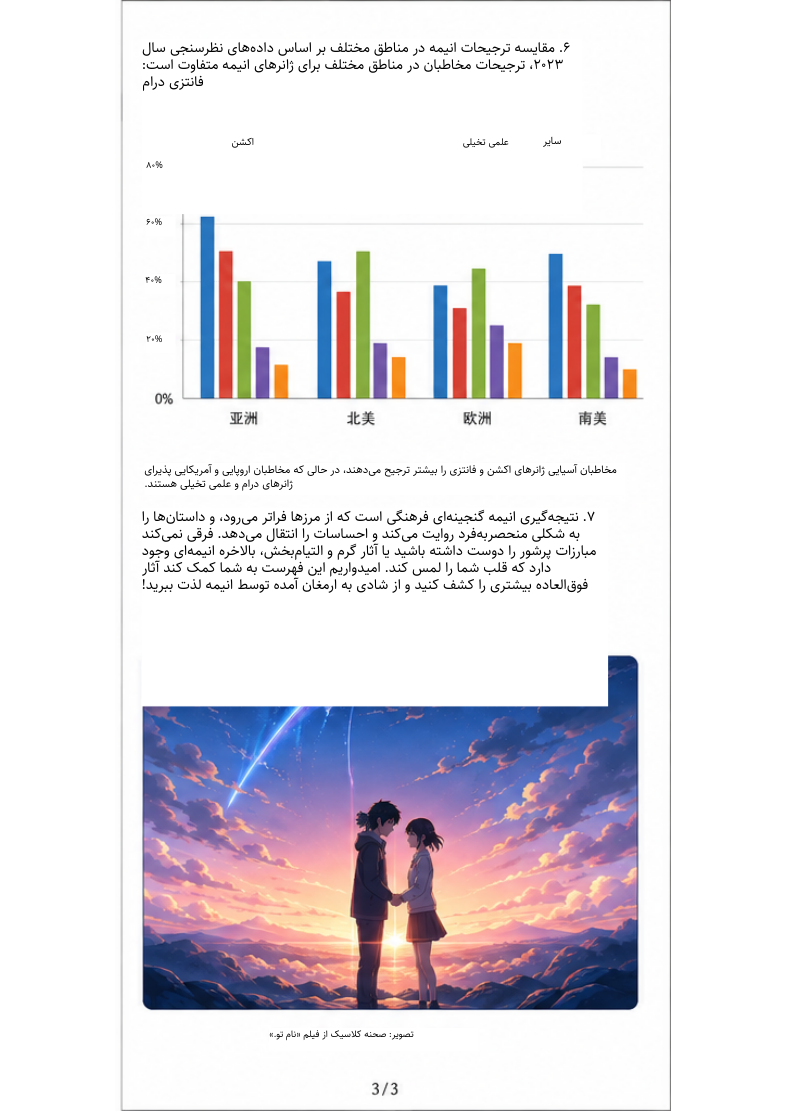 ۶. مقایسه ترجیحات انیمه در مناطق مختلف بر اساس داده‌های نظرسنجی سال
۲۰۲۳، ترجیحات مخاطبان در مناطق مختلف برای ژانرهای انیمه متفاوت است:
فانتزی درام
اکشن
علمی تخیلی
سایر
۸۰%
۶۰%
۴۰%
۲۰%
0%
亚洲
北美
欧洲
南美
مخاطبان آسیایی ژانرهای اکشن و فانتزی را بیشتر ترجیح می‌دهند، در حالی که مخاطبان اروپایی و آمریکایی پذیرای
ژانرهای درام و علمی تخیلی هستند.
۷. نتیجه‌گیری انیمه گنجینه‌ای فرهنگی است که از مرزها فراتر می‌رود، و داستان‌ها را
به شکلی منحصربه‌فرد روایت می‌کند و احساسات را انتقال می‌دهد. فرقی نمی‌کند
مبارزات پرشور را دوست داشته باشید یا آثار گرم و التیام‌بخش، بالاخره انیمه‌ای وجود
دارد که قلب شما را لمس کند. امیدواریم این فهرست به شما کمک کند آثار
فوق‌العاده بیشتری را کشف کنید و از شادی به ارمغان آمده توسط انیمه لذت ببرید!
تصویر: صحنه کلاسیک از فیلم «نام تو.»
3/3